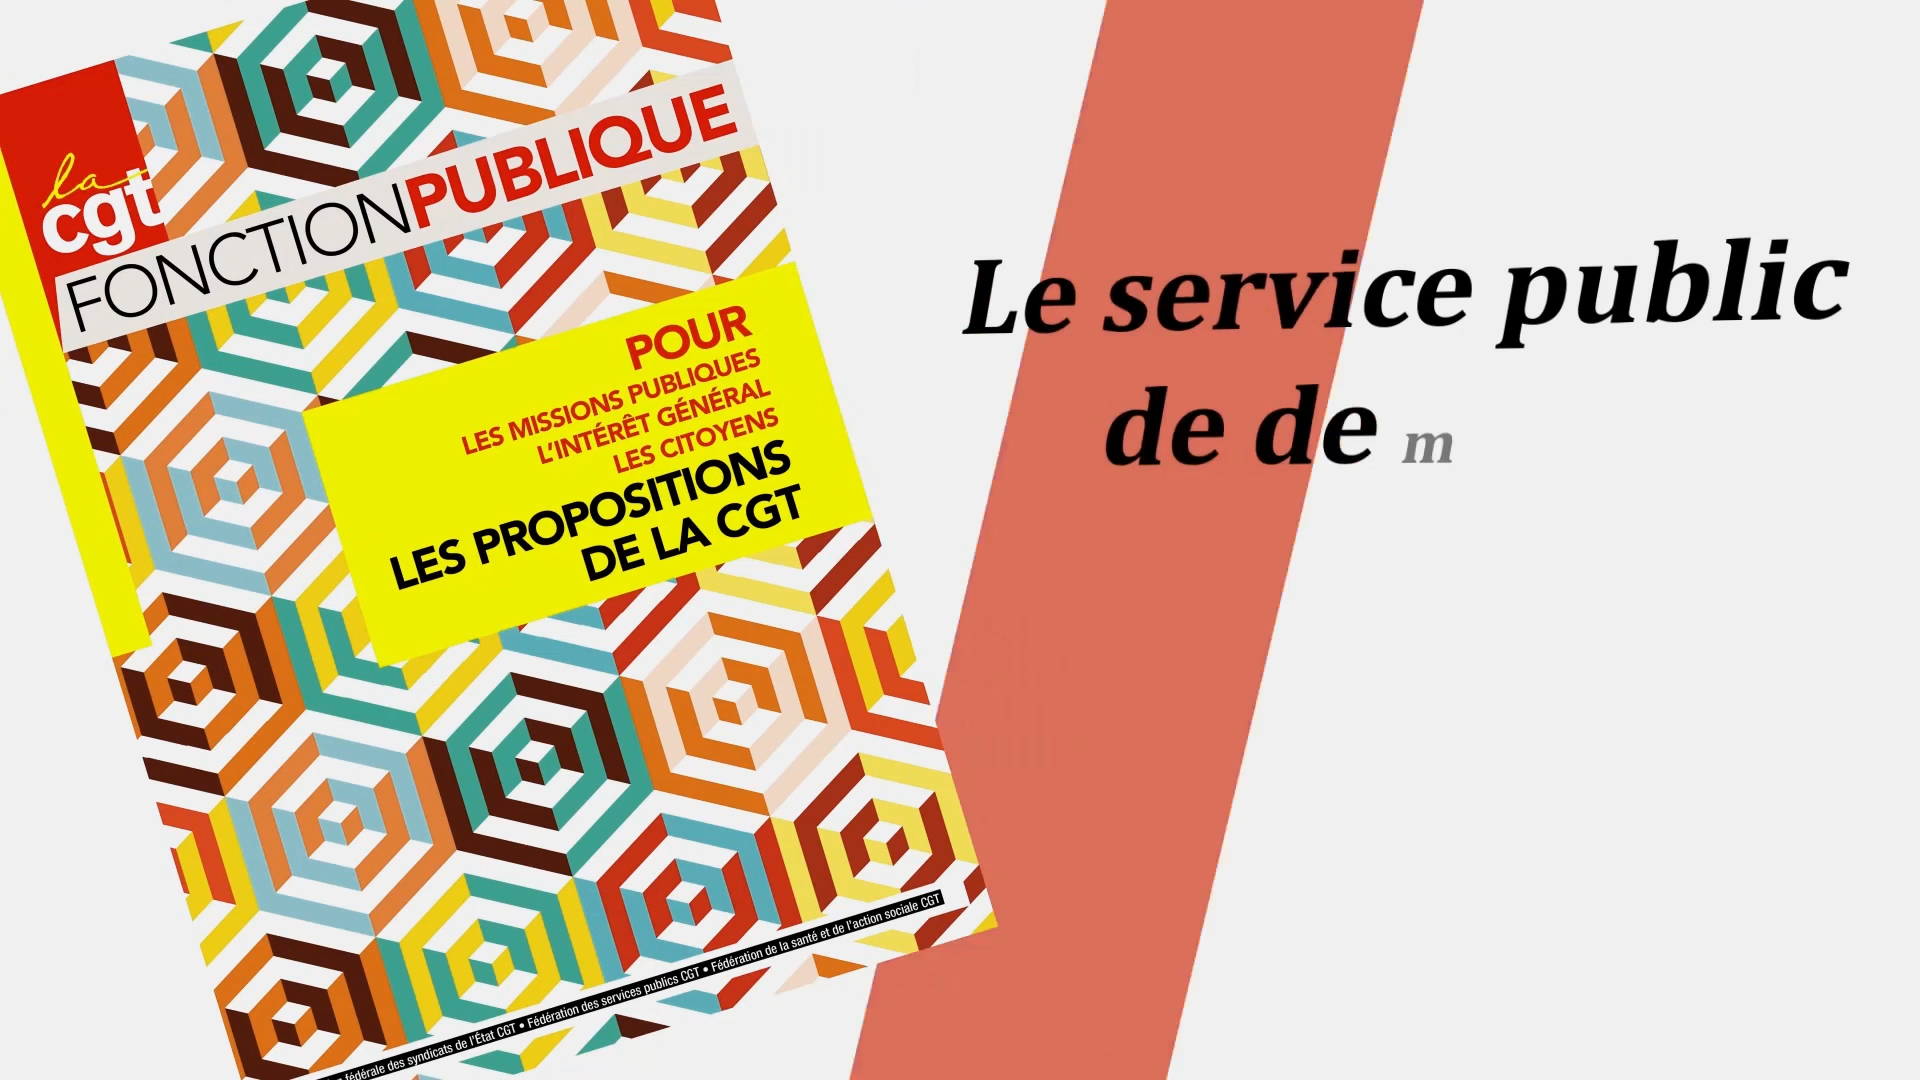 la
cgt
FONCTIONPUBLIQUE
POUR
LES MISSIONS PUBLIQUES
L'INTÉRÊT GÉNÉRAL
LES CITOYENS
LES PROPOSITIONS
DE LA CGT
fédérale des syndicats de l'État CGT • Fédération des services publics CGT • Fédération de la santé et de l'action sociale CGT
Le service public
de de m